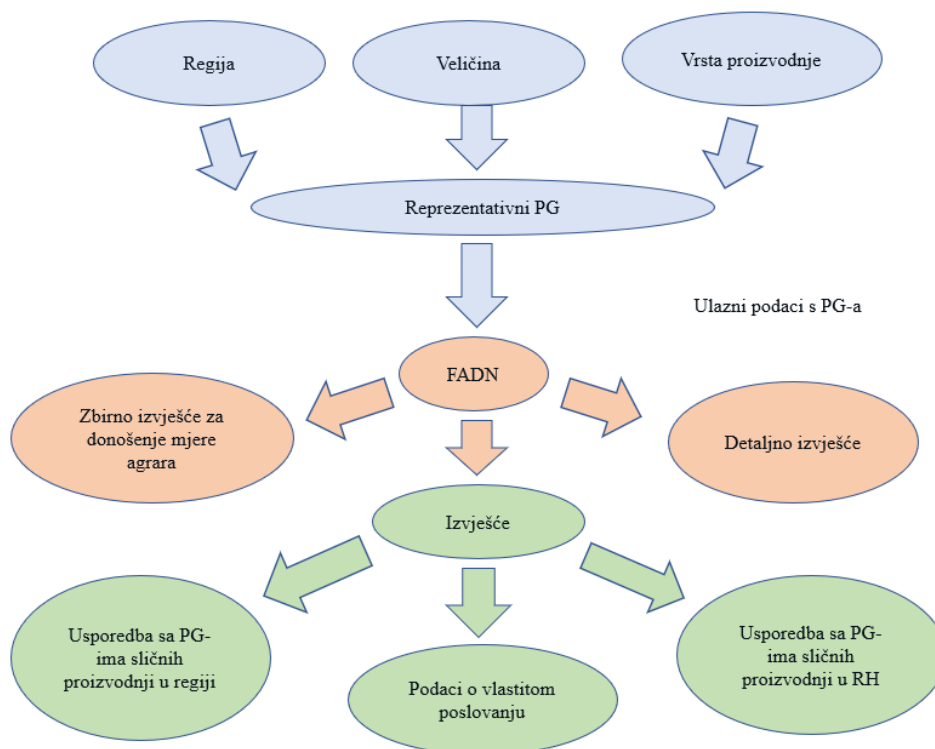 Regija
Veličina
Vrsta proizvodnje
Reprezentativni PG
Ulazni podaci s PG-a
FADN
Zbirno izvješće za
donošenje mjere
agrara
Detaljno izvješće
Izvješće
Usporedba sa PG-
ima sličnih
proizvodnji u regiji
Podaci o vlastitom
poslovanju
Usporedba sa PG-
ima sličnih
proizvodnji u RH